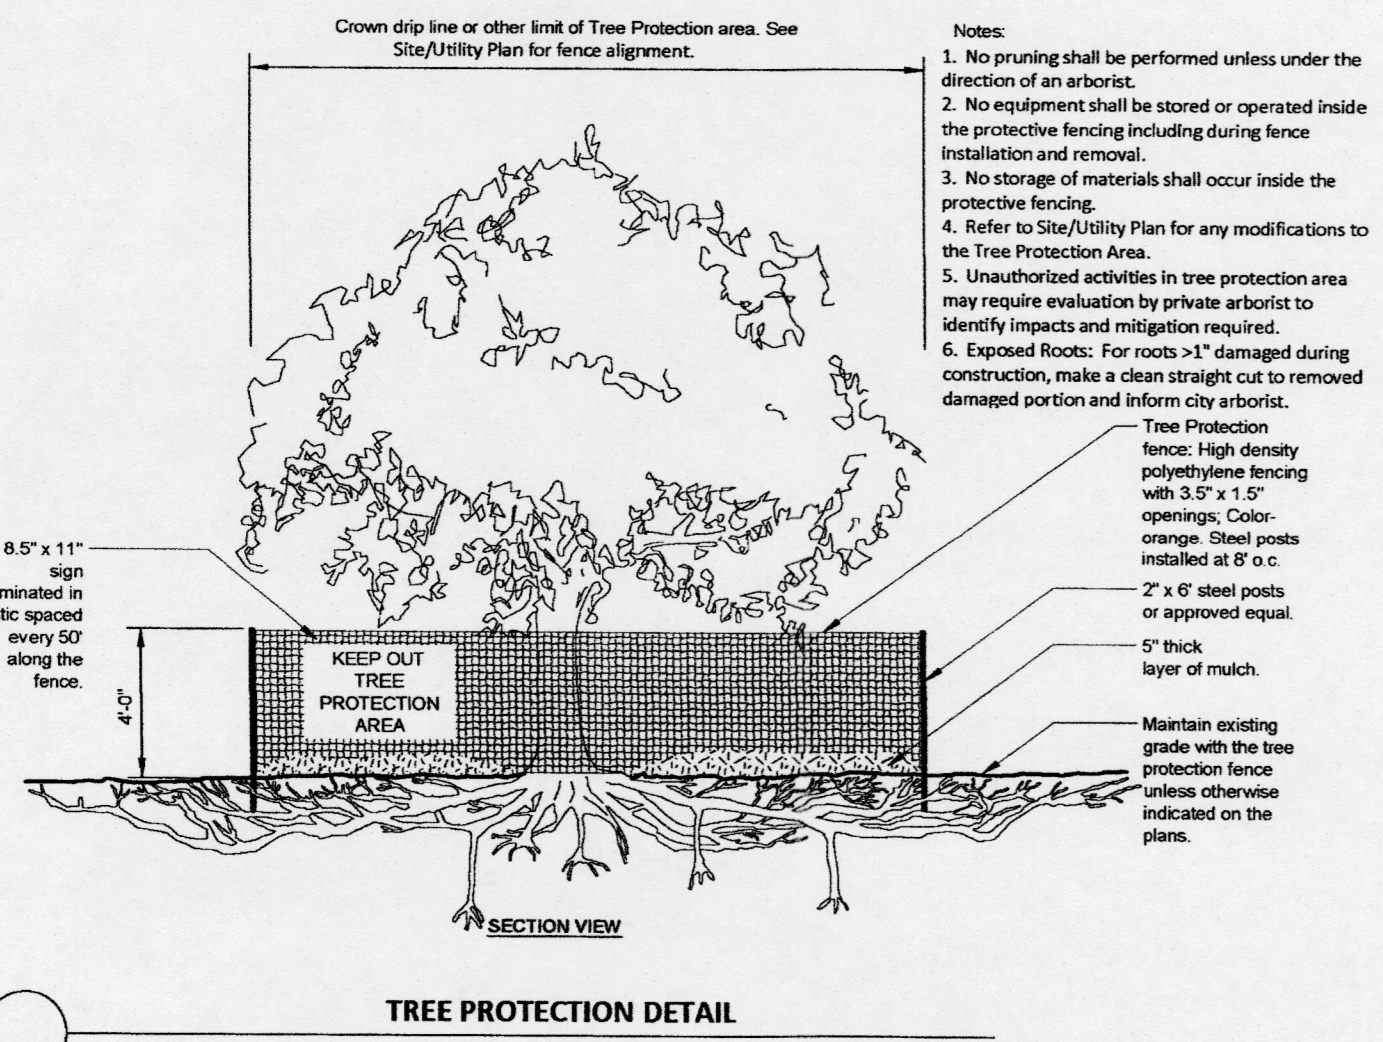 Crown drip line or other limit of Tree Protection area. See
Site/Utility Plan for fence alignment.
Notes:
1. No pruning shall be performed unless under the
direction of an arborist.
2. No equipment shall be stored or operated inside
the protective fencing including during fence
installation and removal.
3. No storage of materials shall occur inside the
protective fencing.
4. Refer to Site/Utility Plan for any modifications to
the Tree Protection Area.
5. Unauthorized activities in tree protection area
may require evaluation by private arborist to
identify impacts and mitigation required.
6. Exposed Roots: For roots >1" damaged during
construction, make a clean straight cut to removed
damaged portion and inform city arborist.
Tree Protection
fence: High density
polyethylene fencing
with 3.5" x 1.5"
openings; Color-
orange. Steel posts
installed at 8' o.c.
2" x 6' steel posts
or approved equal.
5" thick
layer of mulch.
Maintain existing
grade with the tree
protection fence
unless otherwise
indicated on the
plans.
8.5" x 11"
sign
minated in
tic spaced
every 50'
along the
fence.
4'-0"
KEEP OUT
TREE
PROTECTION
AREA
SECTION VIEW
TREE PROTECTION DETAIL